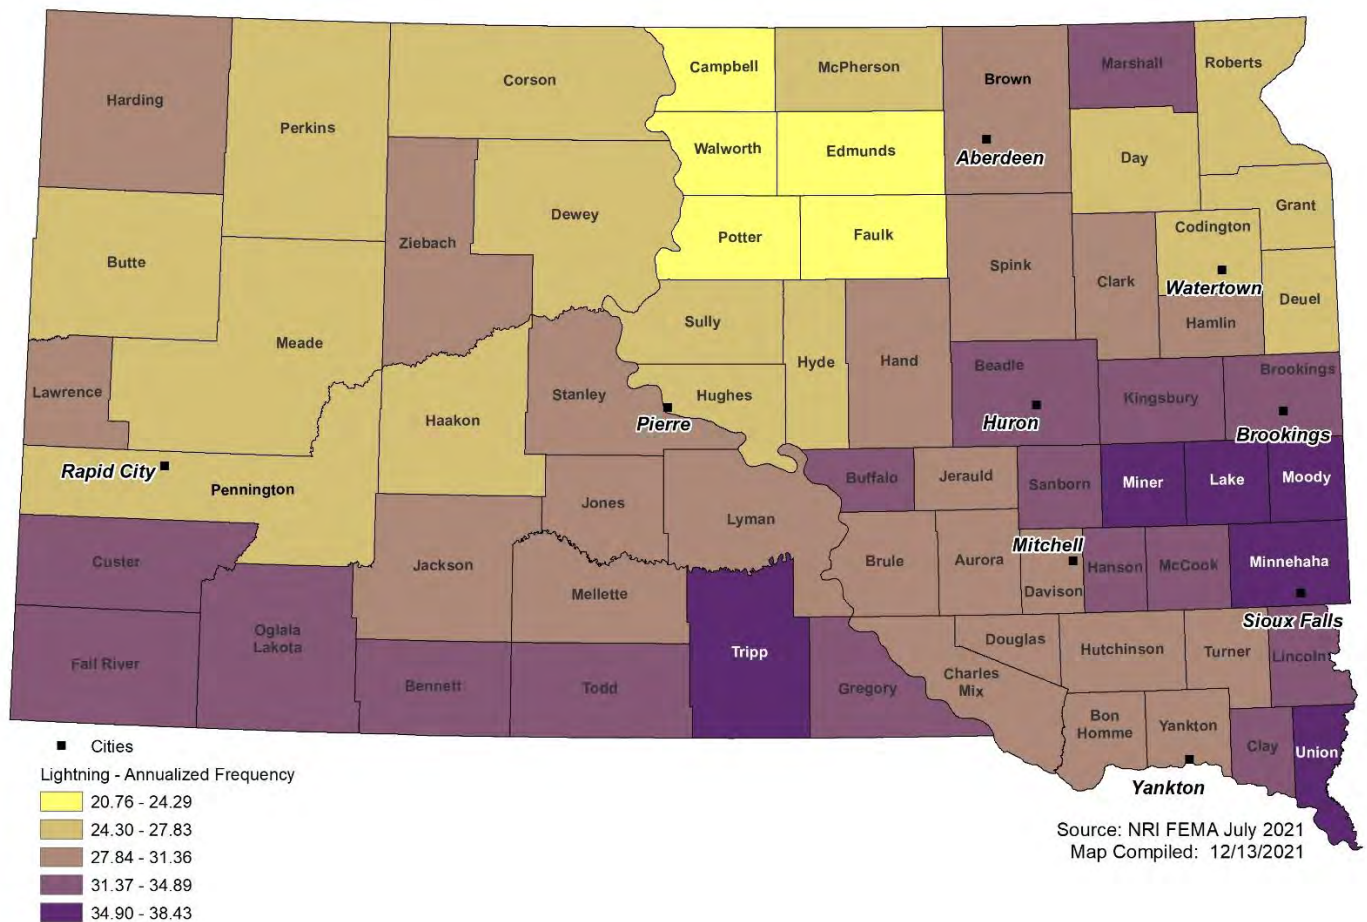 Campbell
McPherson
Brown
Marshall
Roberts
Harding
Perkins
Corson
Walworth
Edmunds
Aberdeen
Day
Dewey
Ziebach
Potter
Faulk
Spink
Clark
Codington
Grant
Butte
Watertown
Hamlin
Deuel
Meade
Sully
Hyde
Hand
Lawrence
Haakon
Stanley
Hughes
Pierre
Beadle
Huron
Kingsbury
Brookings
Brookings
Rapid City
Pennington
Jones
Lyman
Buffalo
Jerauld
Sanborn
Miner
Lake
Moody
Custer
Jackson
Mellette
Brule
Aurora
Mitchell
Davison
Hanson
McCook
Minnehaha
Sioux Falls
Fall River
Oglala
Lakota
Bennett
Todd
Tripp
Gregory
Charles
Mix
Douglas
Hutchinson
Turner
Lincoln
Bon
Homme
Yankton
Yankton
Clay
Union
Cities
Lightning - Annualized Frequency
20.76 - 24.29
24.30 - 27.83
27.84 - 31.36
31.37 - 34.89
34.90 - 38.43
Source: NRI FEMA July 2021
Map Compiled: 12/13/2021